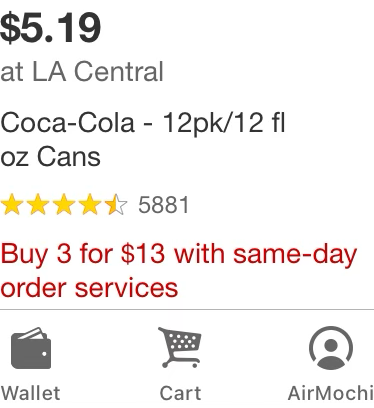 $5.19
at LA Central
Coca-Cola - 12pk/12 fl
oz Cans
5881
Buy 3 for $13 with same-day
order services
Wallet
Cart
AirMochi